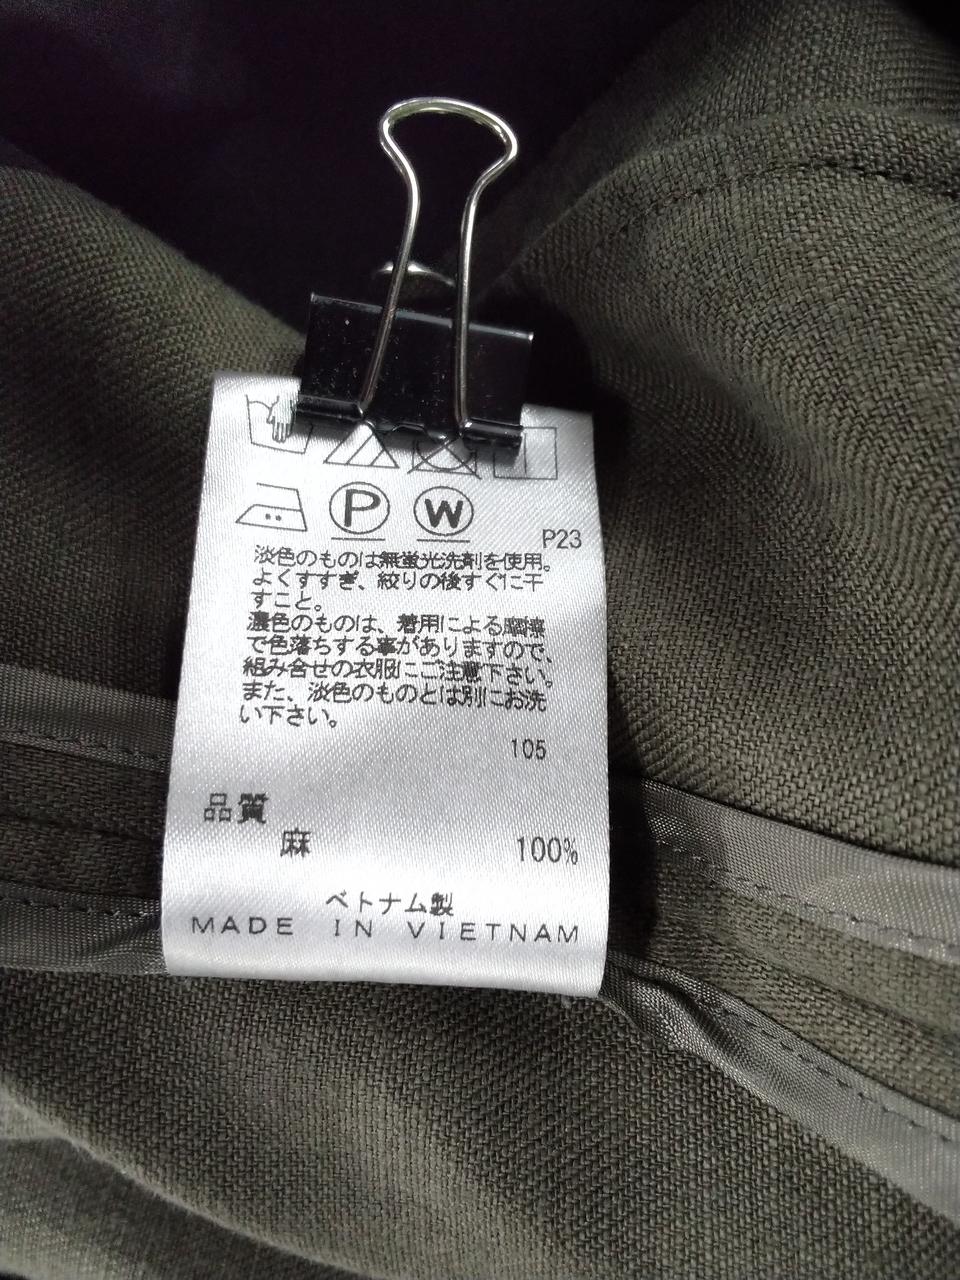 P
W
P23
淡色のものは無蛍光洗剤を使用。
よくすすぎ、絞りの後すぐに干
すこと。
濃色のものは、着用による摩擦
で色落ちする事がありますので、
組み合せの衣服にご注意下さい。
また、淡色のものとは別にお洗
い下さい。
105
品質
麻 100%
ベトナム製
MADE IN VIETNAM